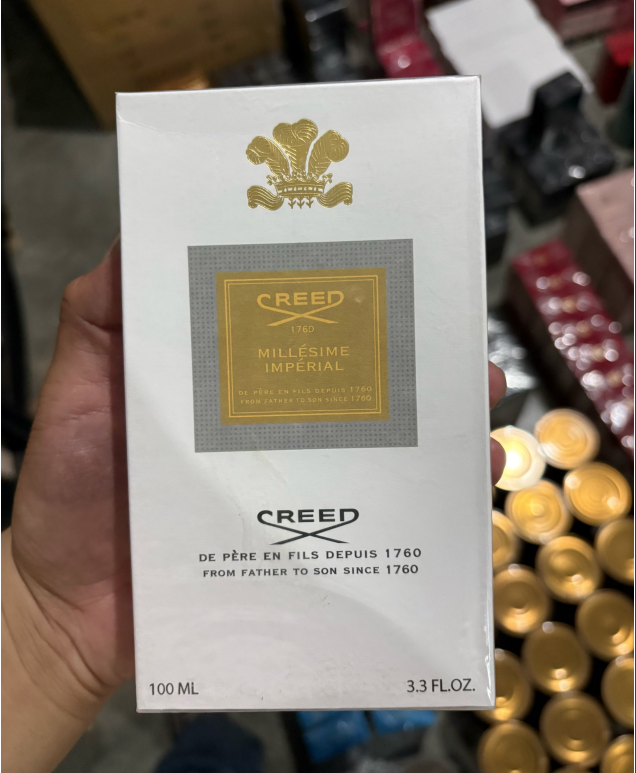 CREED
1760
MILLÉSIME
IMPÉRIAL
DE PÈRE EN FILS DEPUIS 1760
FROM FATHER TO SON SINCE 1760
CREED
DE PÈRE EN FILS DEPUIS 1760
FROM FATHER TO SON SINCE 1760
100 ML
3.3 FL.OZ.